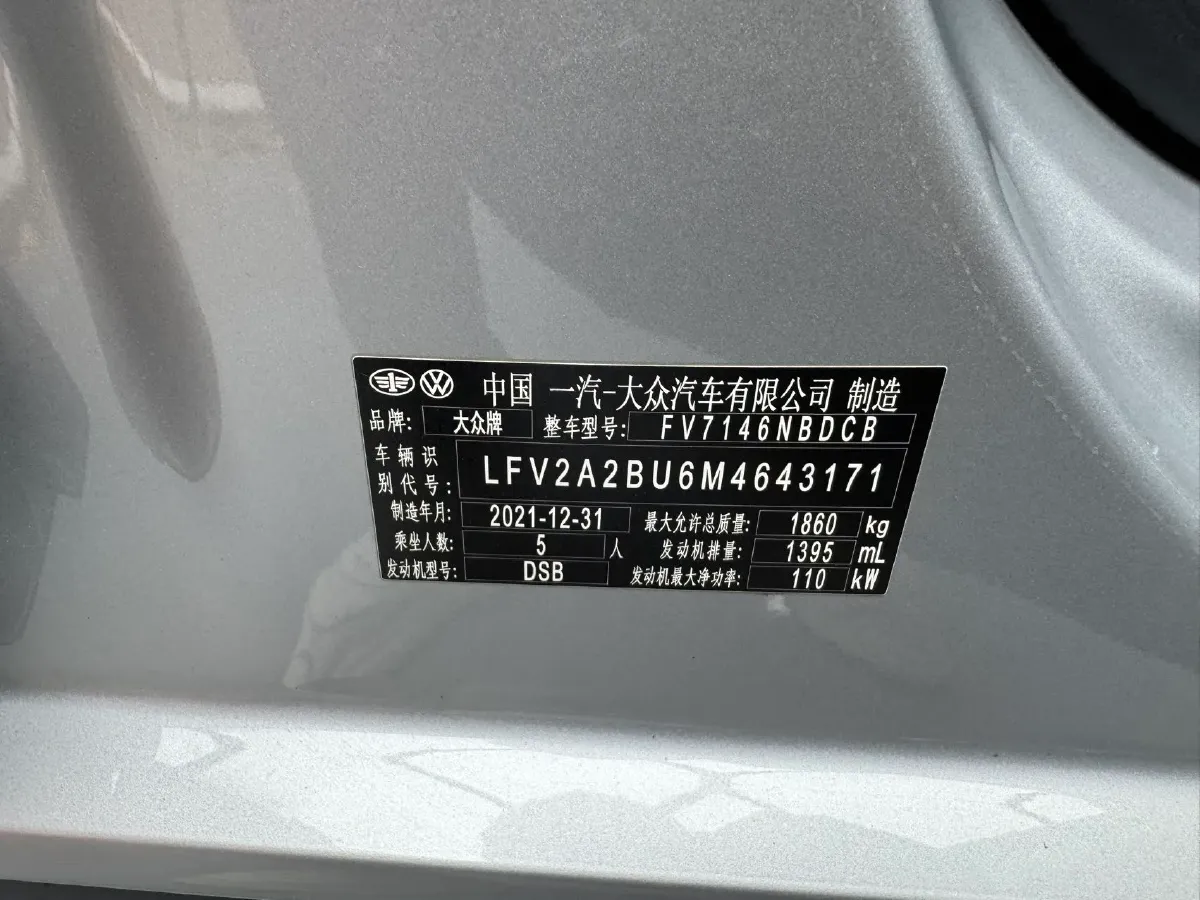 中国 一汽-大众汽车有限公司 制造
品牌: 大众牌 整车型号: FV7146NBDCB
车辆识别代号: LFV2A2BU6M4643171
制造年月: 2021-12-31 最大允许总质量: 1860 kg
乘坐人数: 5 人 发动机排量: 1395 mL
发动机型号: DSB 发动机最大净功率: 110 kW